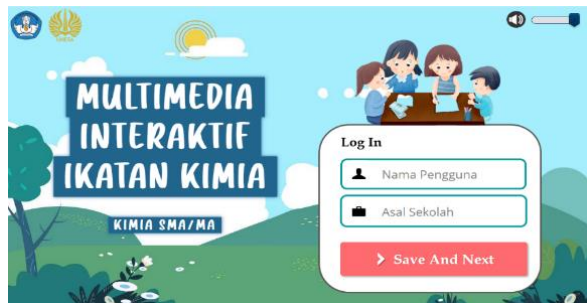 MULTIMEDIA
INTERAKTIF
IKATAN KIMIA
KIMIA SMA/MA
Log In
Nama Pengguna
Asal Sekolah
Save And Next